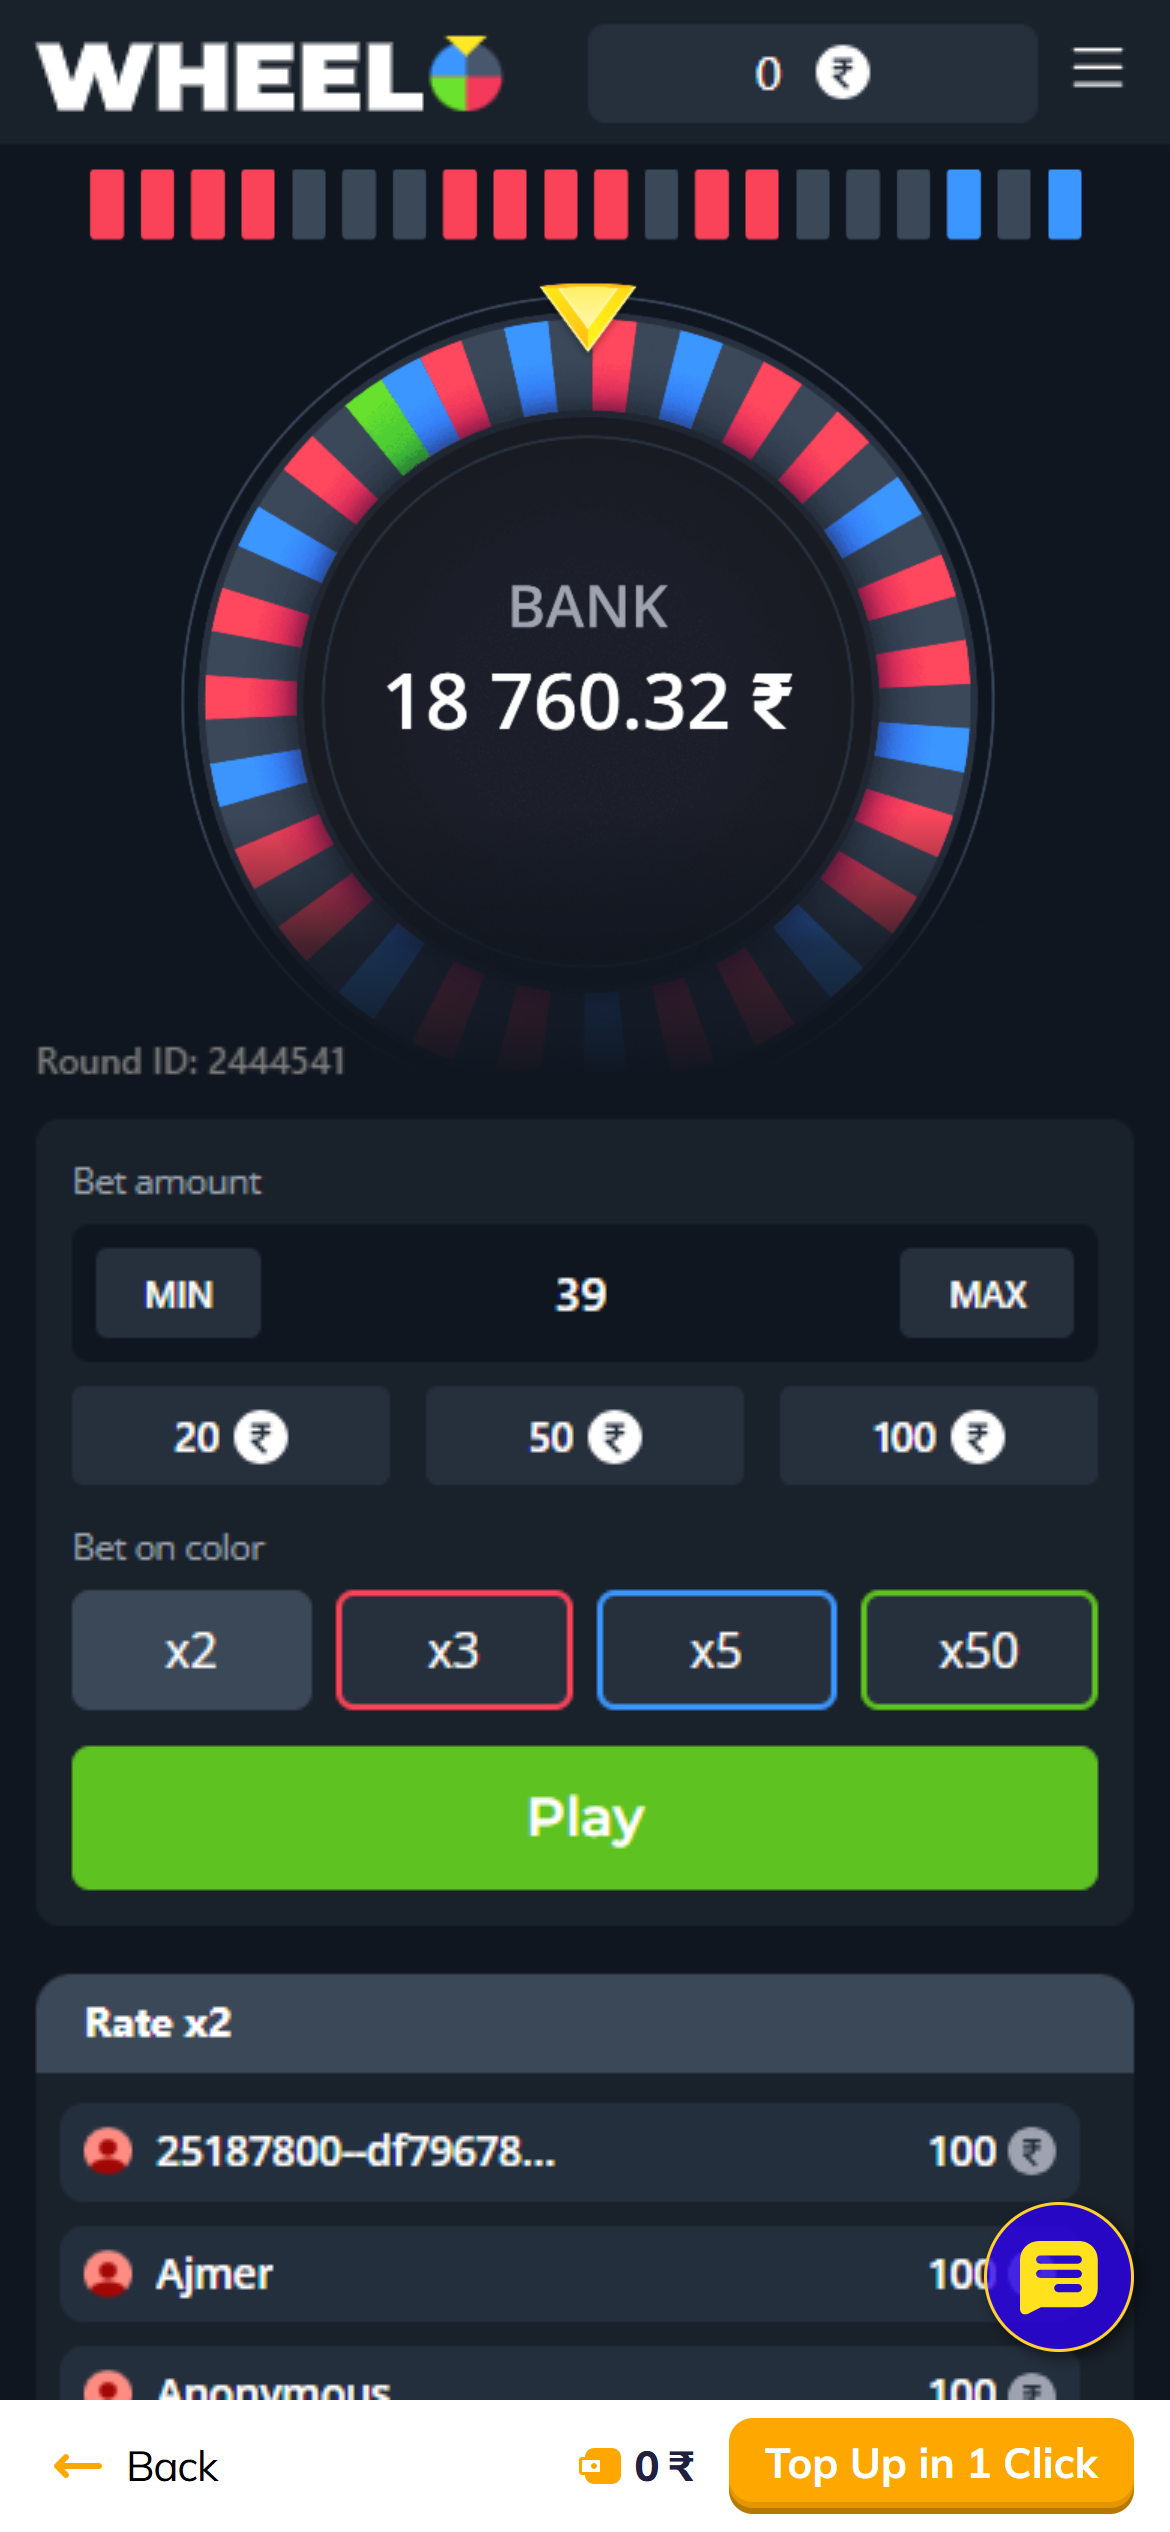 WHEEL
0 ₹
BANK
18 760.32 ₹
Round ID: 2444541
Bet amount
MIN 39 MAX
20 ₹ 50 ₹ 100 ₹
Bet on color
x2 x3 x5 x50
Play
Rate x2
25187800--df79678... 100 ₹
Ajmer 100
Anonymous 100 ₹
Back 0 ₹ Top Up in 1 Click